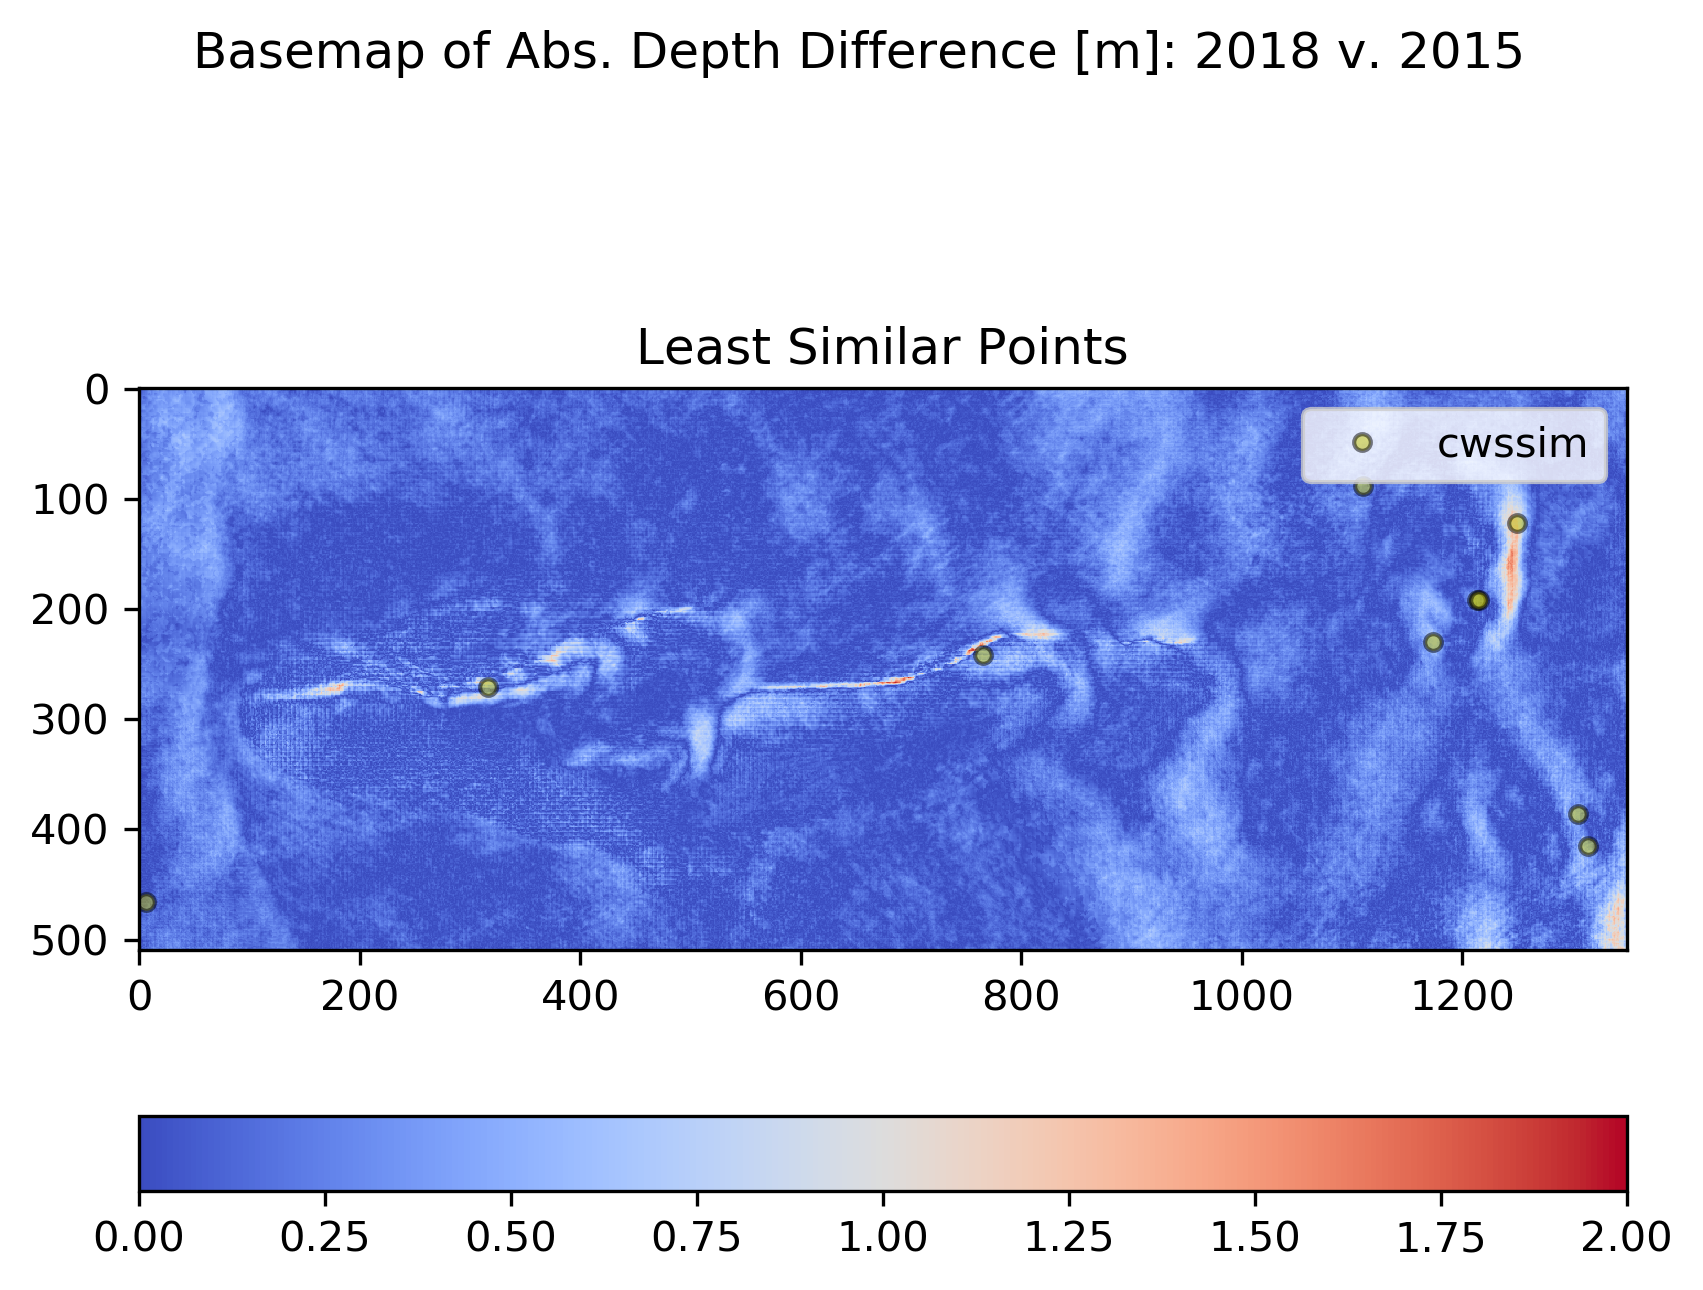 Basemap of Abs. Depth Difference [m]: 2018 v. 2015
Least Similar Points
cwssim
0
100
200
300
400
500
0 200 400 600 800 1000 1200
0.00 0.25 0.50 0.75 1.00 1.25 1.50 1.75 2.00